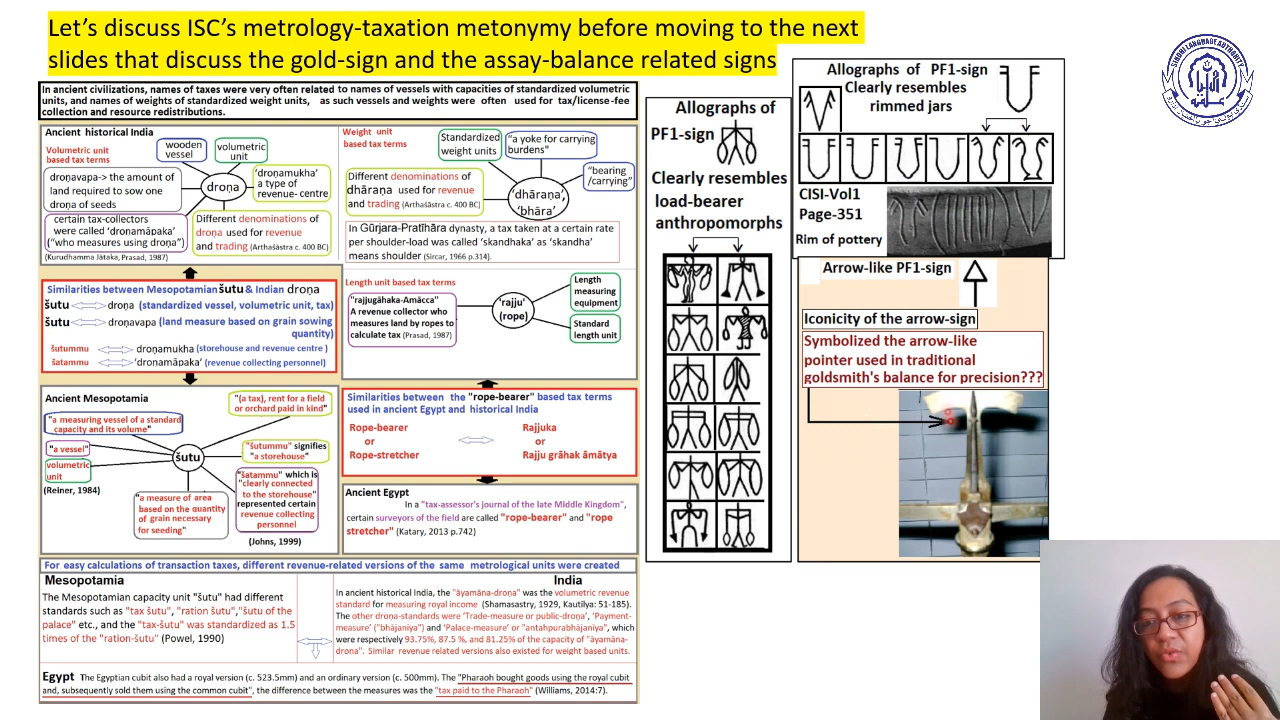 Let's discuss ISC's metrology-taxation metonymy before moving to the next
slides that discuss the gold-sign and the assay-balance related signs
In ancient civilizations, names of taxes were very often related to names of vessels with capacities of standardized volumetric
units, and names of weights of standardized weight units, as such vessels and weights were often used for tax/license-fee
collection and resource redistributions.
Ancient historical India
Volumetric unit
based tax terms
wooden
vessel
volumetric
unit
droṇavapa-> the amount of
land required to sow one
droṇa of seeds
droṇa
'droṇamukha'
a type of
revenue- centre
certain tax-collectors
were called 'dronamāpaka'
("who measures using droṇa")
(Kurudhamma Jātaka, Prasad, 1987)
Different denominations of
droṇa used for revenue
and trading (Arthaśāstra c. 400 BC)
Weight unit
based tax terms
Standardized
weight units
"a yoke for carrying
burdens"
"bearing
/carrying"
Different denominations of
dhāraṇa used for revenue
and trading (Arthaśāstra c. 400 BC)
'dhāraṇa',
'bhāra'
In Gūrjara-Pratīhāra dynasty, a tax taken at a certain rate
per shoulder-load was called 'skandhaka' as 'skandha'
means shoulder (Sircar, 1966 p.314).
Similarities between Mesopotamian šutu & Indian droṇa
šutu droṇa (standardized vessel, volumetric unit, tax)
šutu droṇavapa (land measure based on grain sowing
quantity)
šutummu droṇamukha (storehouse and revenue centre )
šatammu 'droṇamāpaka' (revenue collecting personnel)
Length unit based tax terms
"rajjugāhaka-Amācca"
A revenue collector who
measures land by ropes to
calculate tax (Prasad, 1987)
'rajju'
(rope)
Length
measuring
equipment
Standard
length unit
Ancient Mesopotamia
"a measuring vessel of a standard
capacity and its volume"
"(a tax), rent for a field
or orchard paid in kind"
"a vessel"
volumetric
unit
(Reiner, 1984)
šutu
"šutummu" signifies
"a storehouse"
"šatammu" which is
"clearly connected
to the storehouse"
represented certain
revenue collecting
personnel
(Johns, 1999)
"a measure of area
based on the quantity
of grain necessary
for seeding"
Similarities between the "rope-bearer" based tax terms
used in ancient Egypt and historical India
Rope-bearer Rajjuka
or or
Rope-stretcher Rajju grāhak āmātya
Ancient Egypt
In a "tax-assessor's journal of the late Middle Kingdom",
certain surveyors of the field are called "rope-bearer" and "rope
stretcher" (Katary, 2013 p.742)
For easy calculations of transaction taxes, different revenue-related versions of the same metrological units were created
Mesopotamia
The Mesopotamian capacity unit "šutu" had different
standards such as "tax šutu", "ration šutu","šutu of the
palace" etc., and the "tax-šutu" was standardized as 1.5
times of the "ration-šutu" (Powel, 1990)
India
In ancient historical India, the "āyamāna-droṇa" was the volumetric revenue
standard for measuring royal income (Shamasastry, 1929, Kautilya: 51-185).
The other droṇa-standards were 'Trade-measure or public-droṇa', 'Payment-
measure' ("bhājaniya") and 'Palace-measure' or "antahpurabhājaniya", which
were respectively 93.75%, 87.5 %, and 81.25% of the capacity of "āyamāna-
droṇa". Similar revenue related versions also existed for weight based units.
Egypt The Egyptian cubit also had a royal version (c. 523.5mm) and an ordinary version (c. 500mm). The "Pharaoh bought goods using the royal cubit
and, subsequently sold them using the common cubit", the difference between the measures was the "tax paid to the Pharaoh" (Williams, 2014:7).
Allographs of
PF1-sign
Clearly resembles
load-bearer
anthropomorphs
Allographs of PF1-sign
Clearly resembles
rimmed jars
CISI-Vol1
Page-351
Rim of pottery
Arrow-like PF1-sign
Iconicity of the arrow-sign
Symbolized the arrow-like
pointer used in traditional
goldsmith's balance for precision???